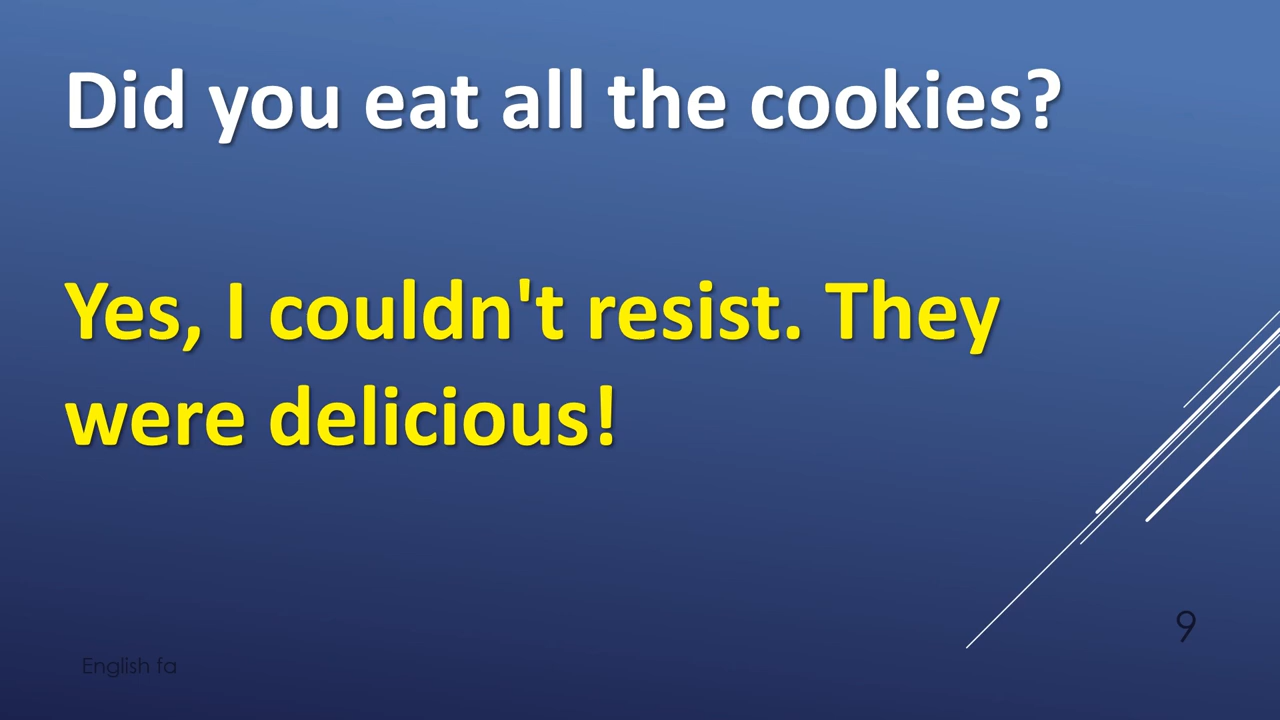 Did you eat all the cookies?
Yes, I couldn't resist. They
were delicious!
9
English fa